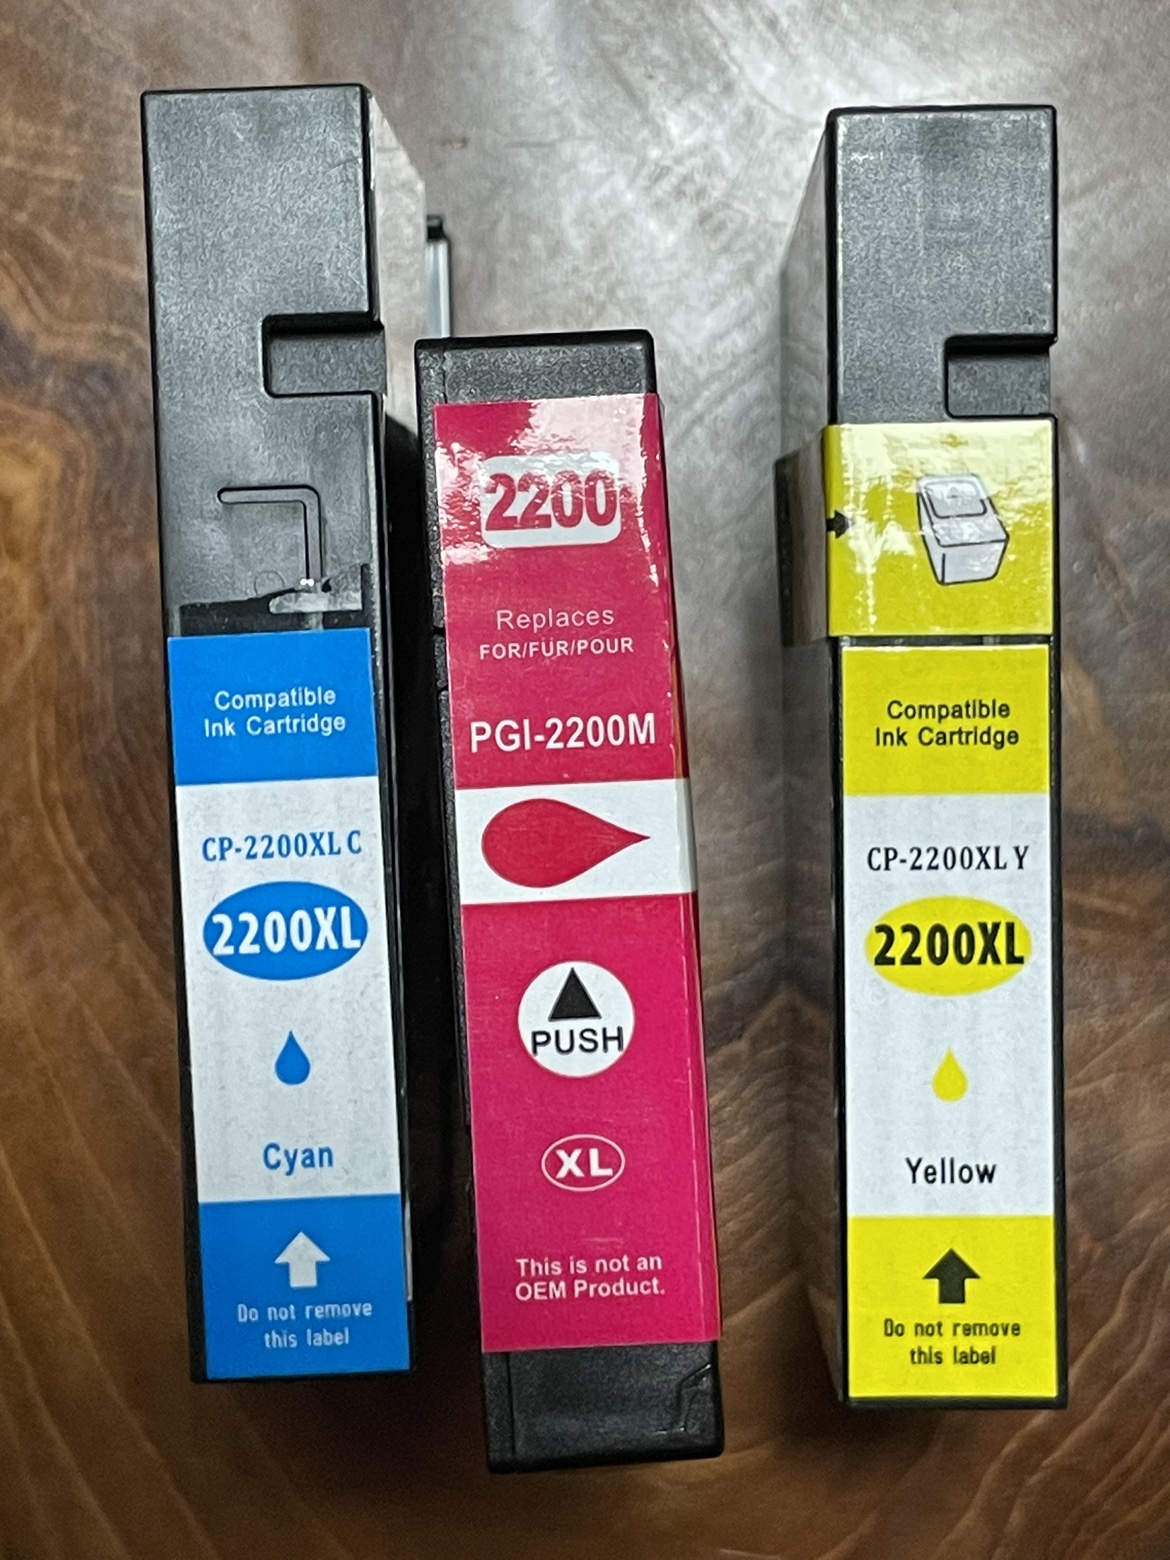 Compatible
Ink Cartridge
CP-2200XL C
2200XL
Cyan
Do not remove
this label
2200
Replaces
FOR/FÜR/POUR
PGI-2200M
PUSH
XL
This is not an
OEM Product.
Compatible
Ink Cartridge
CP-2200XL Y
2200XL
Yellow
Do not remove
this label